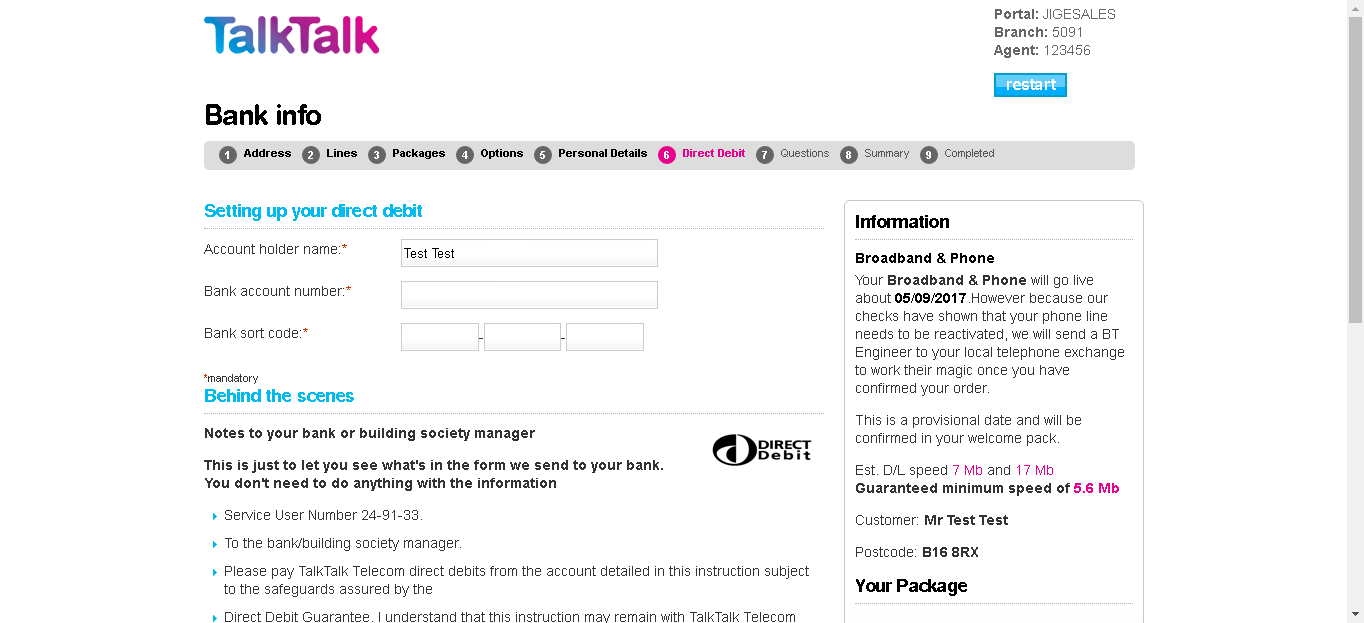 TalkTalk
Portal: JIGESALES
Branch: 5091
Agent: 123456
restart
Bank info
1 Address 2 Lines 3 Packages 4 Options 5 Personal Details 6 Direct Debit 7 Questions 8 Summary 9 Completed
Setting up your direct debit
Account holder name:* Test Test
Bank account number:*
Bank sort code:* - -
*mandatory
Behind the scenes
Notes to your bank or building society manager
DIRECT
Debit
This is just to let you see what's in the form we send to your bank.
You don't need to do anything with the information
Service User Number 24-91-33.
To the bank/building society manager.
Please pay TalkTalk Telecom direct debits from the account detailed in this instruction subject
to the safeguards assured by the
Direct Debit Guarantee. I understand that this instruction may remain with TalkTalk Telecom
Information
Broadband & Phone
Your Broadband & Phone will go live
about 05/09/2017.However because our
checks have shown that your phone line
needs to be reactivated, we will send a BT
Engineer to your local telephone exchange
to work their magic once you have
confirmed your order.
This is a provisional date and will be
confirmed in your welcome pack.
Est. D/L speed 7 Mb and 17 Mb
Guaranteed minimum speed of 5.6 Mb
Customer: Mr Test Test
Postcode: B16 8RX
Your Package